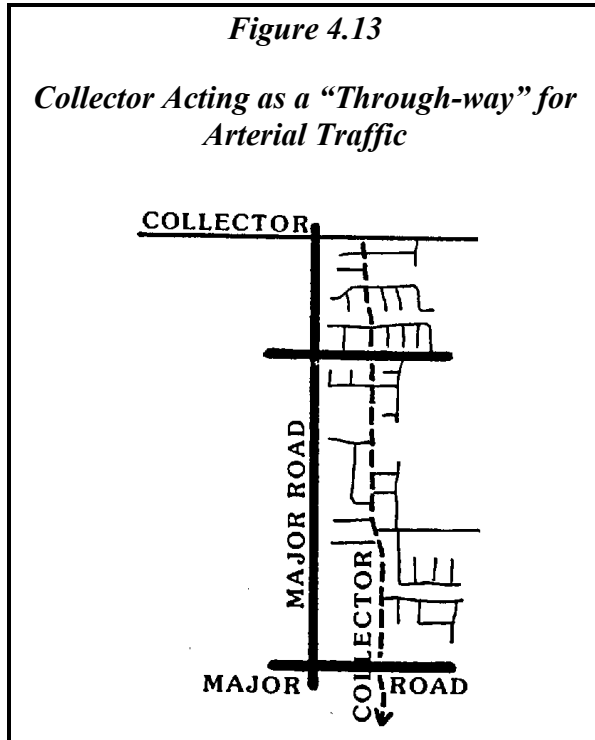 Figure 4.13
Collector Acting as a “Through-way” for
Arterial Traffic
COLLECTOR
MAJOR ROAD
COLLECTOR
MAJOR ROAD